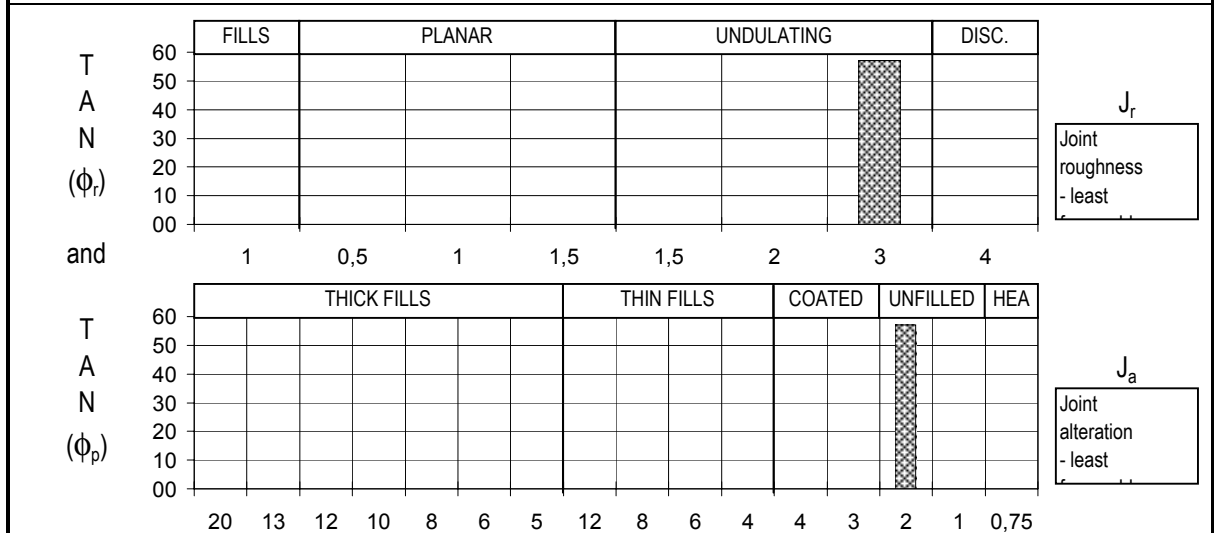 FILLS PLANAR UNDULATING DISC.
60
50
40
30
20
10
00
T
A
N
(ϕr)
Jr
Joint
roughness
- least
1 0,5 1 1,5 1,5 2 3 4
and
THICK FILLS THIN FILLS COATED UNFILLED HEA
60
50
40
30
20
10
00
T
A
N
(ϕp)
Ja
Joint
alteration
- least
20 13 12 10 8 6 5 12 8 6 4 4 3 2 1 0,75